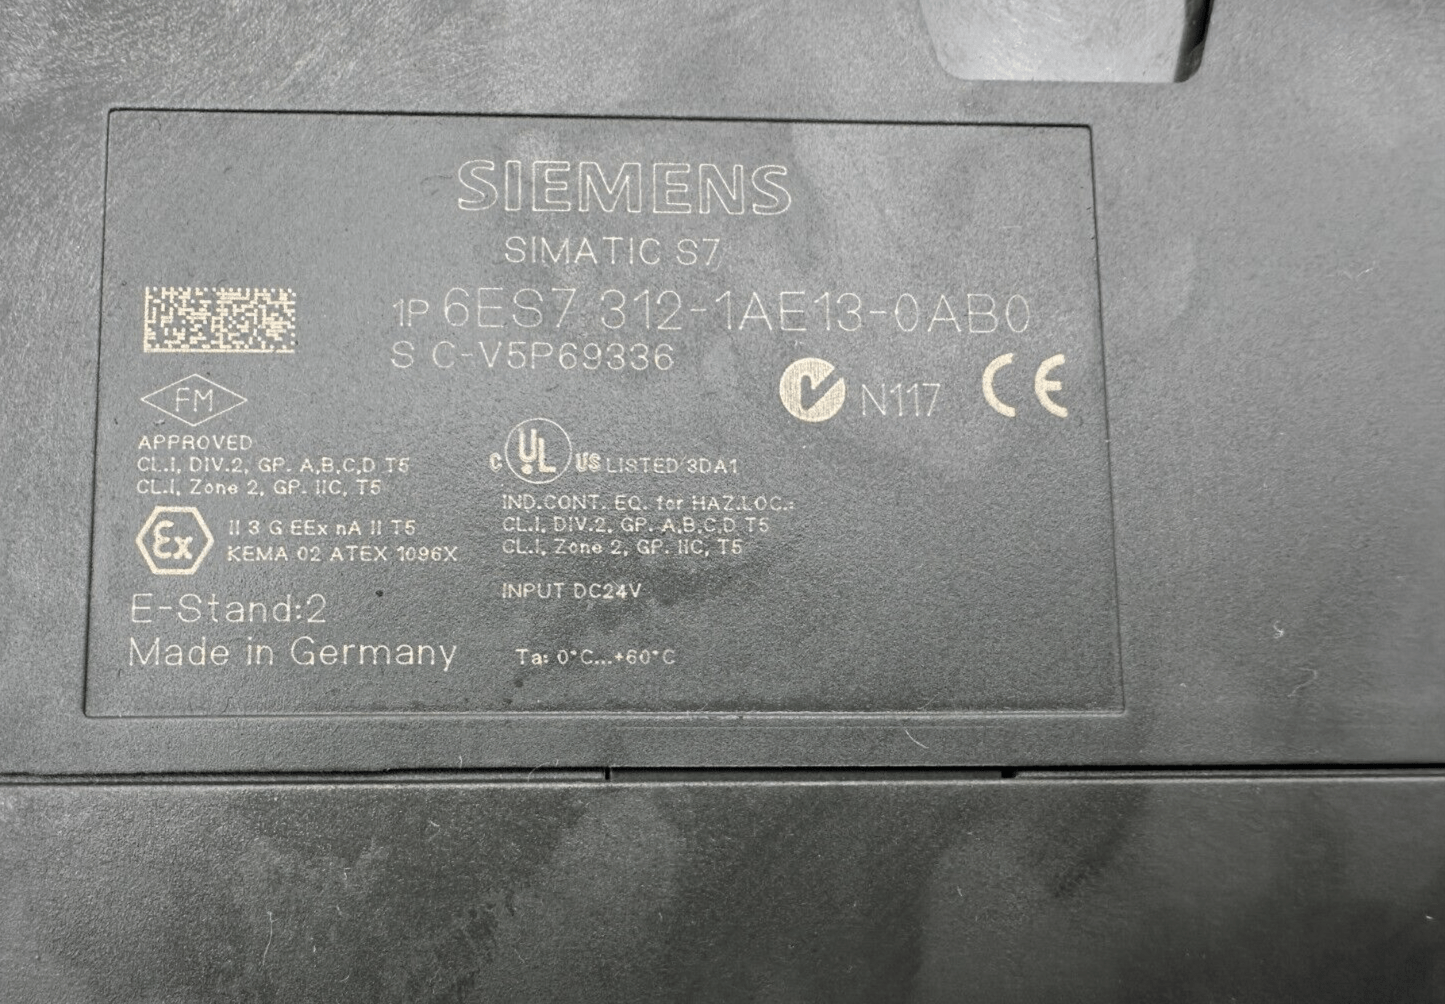 SIEMENS
SIMATIC S7
1P 6ES7 312-1AE13-0AB0
S C-V5P69336
N117 CE
FM
APPROVED
CL.I, DIV.2, GP. A,B,C,D T5
CL.I, Zone 2, GP. IIC, T5
Ex II 3 G EEx nA II T5
KEMA 02 ATEX 1096X
E-Stand:2
Made in Germany
C UL US LISTED 3DA1
IND.CONT. EQ. for HAZ.LOC.:
CL.I, DIV.2, GP. A,B,C,D T5
CL.I, Zone 2, GP. IIC, T5
INPUT DC24V
Ta: 0°C...+60°C